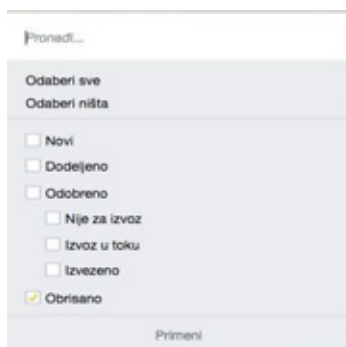 Pronađi...
Odaberi sve
Odaberi ništa
Novi
Dodeljeno
Odobreno
Nije za izvoz
Izvoz u toku
Izvezeno
Obrisano
Primeni